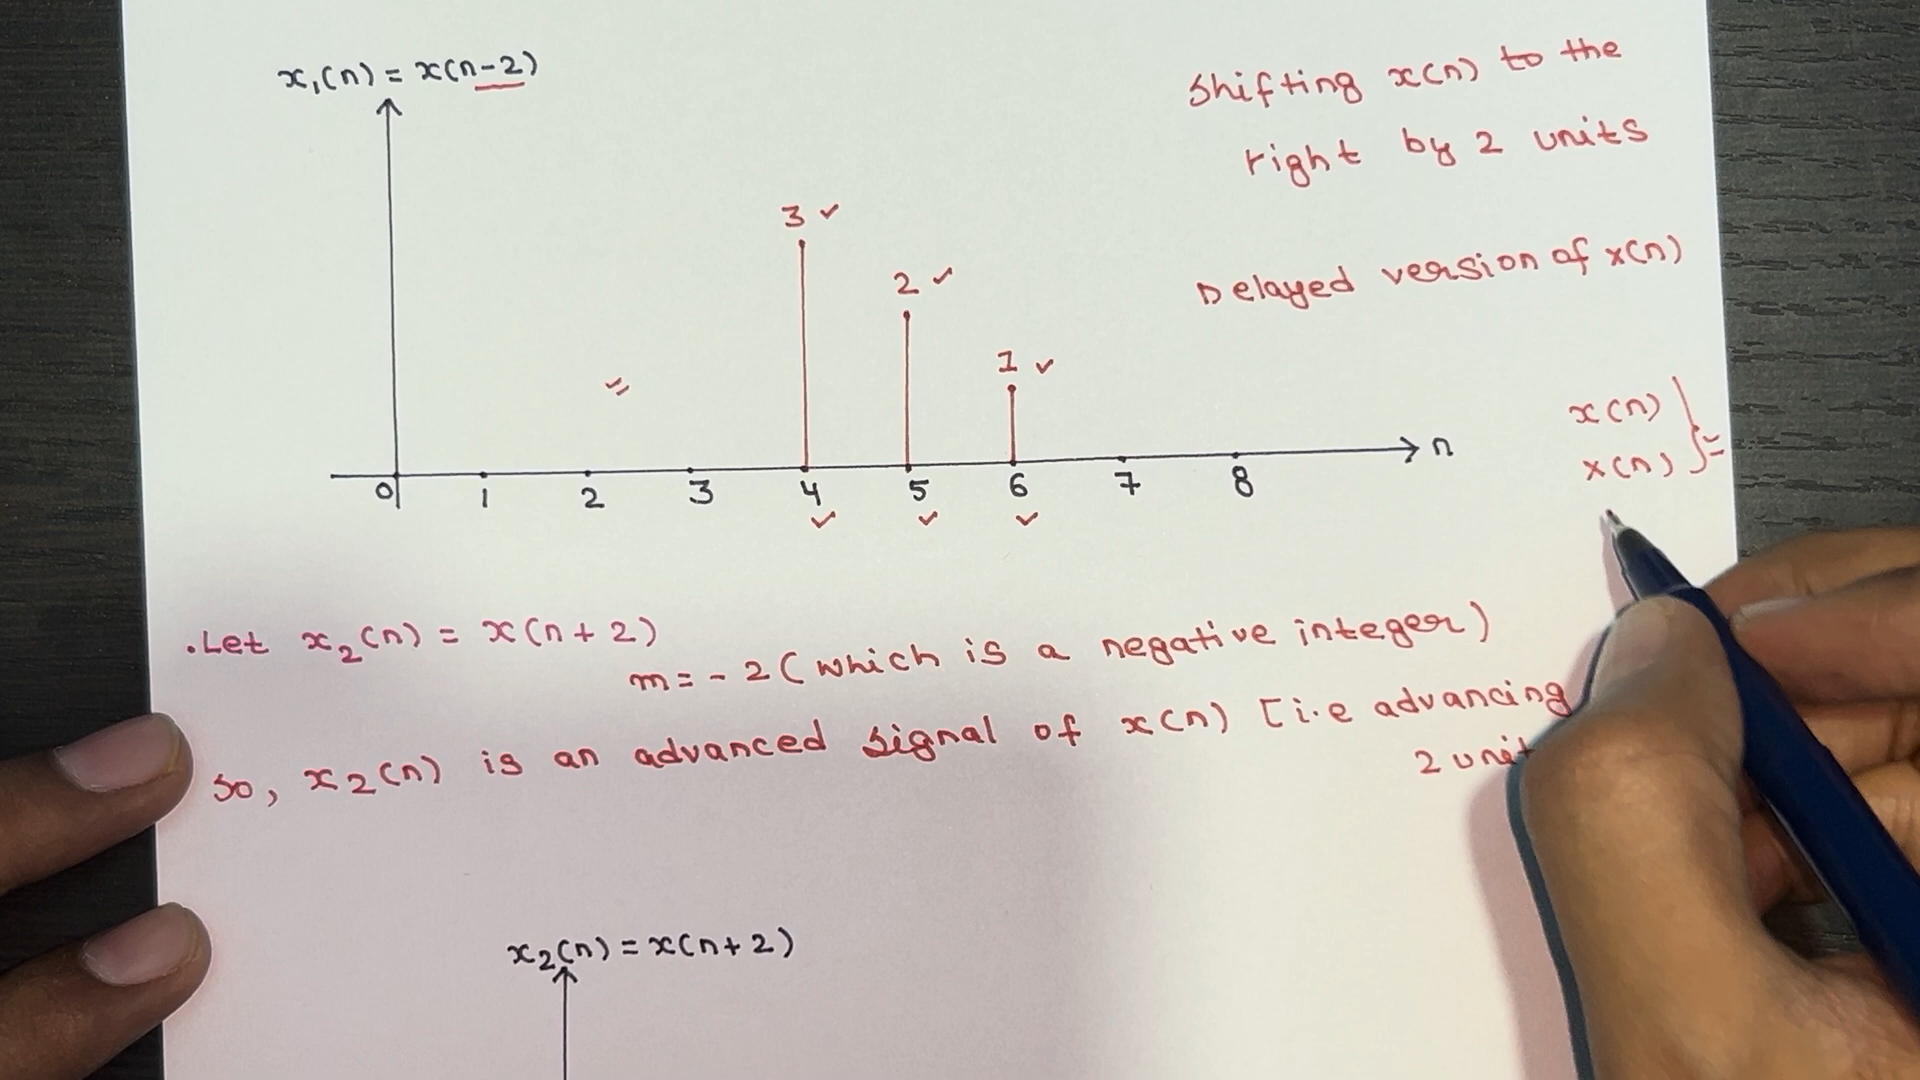 x₁(n) = x(n-2)
Shifting x(n) to the
right by 2 units
3 ✓
2 ✓
Delayed version of x(n)
1 ✓
x(n)
x(n)
n
0 1 2 3 4 5 6 7 8
.Let x₂(n) = x(n+2)
m = -2 (which is a negative integer)
So, x₂(n) is an advanced signal of x(n) [i.e advancing
2 unit
x₂(n) = x(n+2)